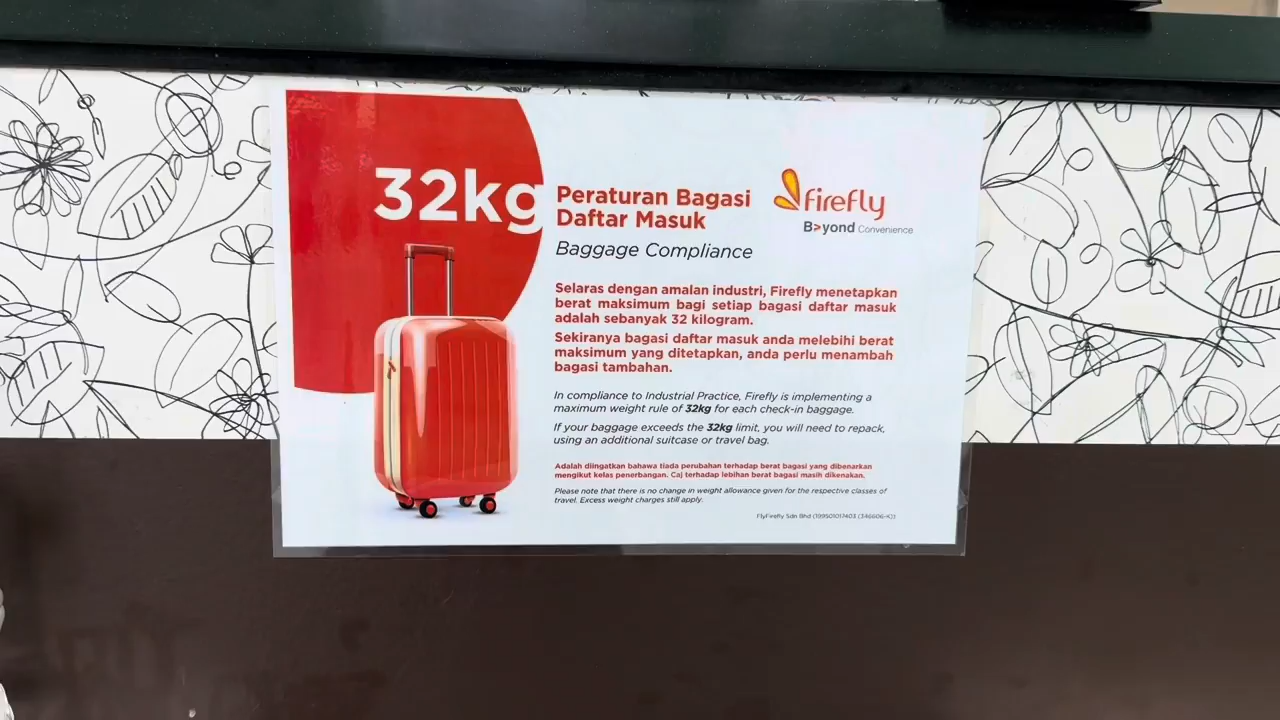 32kg
Peraturan Bagasi
Daftar Masuk
Baggage Compliance
firefly
Beyond Convenience
Selaras dengan amalan industri, Firefly menetapkan
berat maksimum bagi setiap bagasi daftar masuk
adalah sebanyak 32 kilogram.
Sekiranya bagasi daftar masuk anda melebihi berat
maksimum yang ditetapkan, anda perlu menambah
bagasi tambahan.
In compliance to Industrial Practice, Firefly is implementing a
maximum weight rule of 32kg for each check-in baggage.
If your baggage exceeds the 32kg limit, you will need to repack,
using an additional suitcase or travel bag.
Adalah diingatkan bahawa tiada perubahan terhadap berat bagasi yang dibenarkan
mengikut kelas penerbangan. Caj terhadap lebihan berat bagasi masih dikenakan.
Please note that there is no change in weight allowance given for the respective classes of
travel. Excess weight charges still apply.
FlyFirefly Sdn Bhd (199501017403 (346606-K))